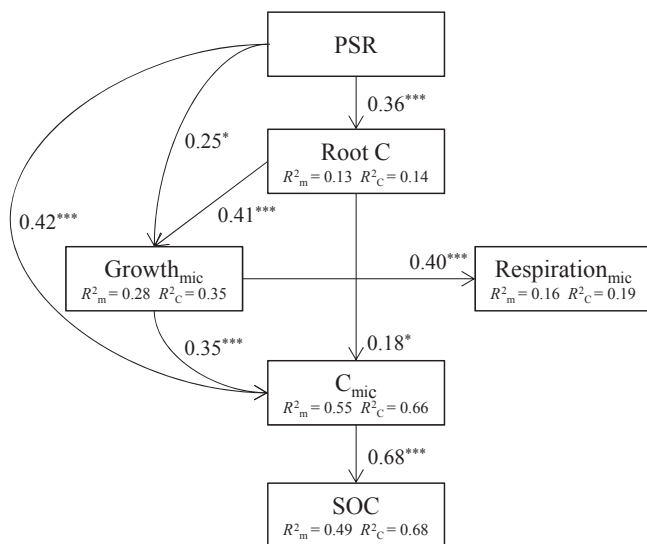 PSR
0.36***
0.25*
Root C
R²m = 0.13 R²C = 0.14
0.42***
0.41***
Growthmic
R²m = 0.28 R²C = 0.35
0.40***
Respirationmic
R²m = 0.16 R²C = 0.19
0.35***
0.18*
Cmic
R²m = 0.55 R²C = 0.66
0.68***
SOC
R²m = 0.49 R²C = 0.68